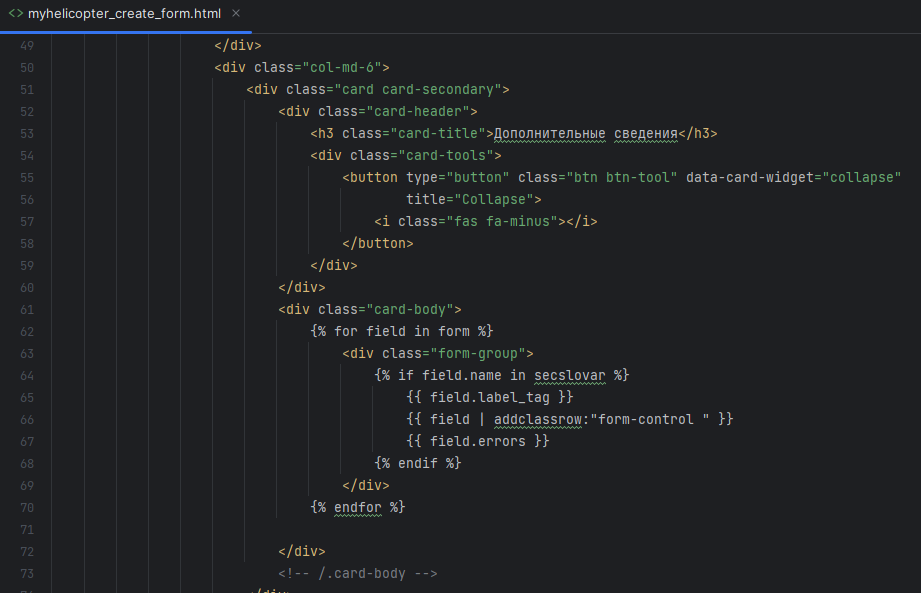 <> myhelicopter_create_form.html ×
49 </div>
50 <div class="col-md-6">
51 <div class="card card-secondary">
52 <div class="card-header">
53 <h3 class="card-title">Дополнительные сведения</h3>
54 <div class="card-tools">
55 <button type="button" class="btn btn-tool" data-card-widget="collapse"
56 title="Collapse">
57 <i class="fas fa-minus"></i>
58 </button>
59 </div>
60 </div>
61 <div class="card-body">
62 {% for field in form %}
63 <div class="form-group">
64 {% if field.name in secslovar %}
65 {{ field.label_tag }}
66 {{ field | addclassrow:"form-control " }}
67 {{ field.errors }}
68 {% endif %}
69 </div>
70 {% endfor %}
71
72 </div>
73 <!-- /.card-body -->